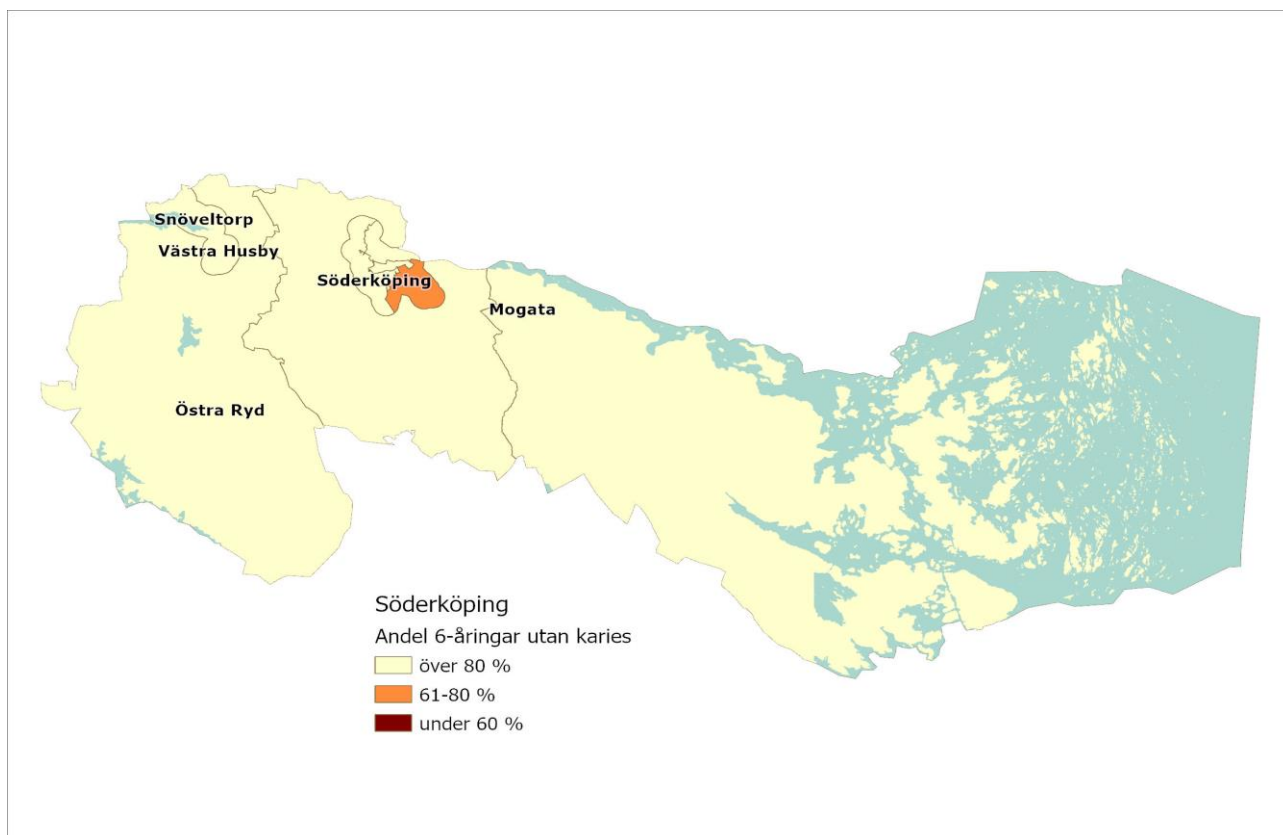 Snöveltorp
Västra Husby
Söderköping
Mogata
Östra Ryd
Söderköping
Andel 6-åringar utan karies
över 80 %
61-80 %
under 60 %